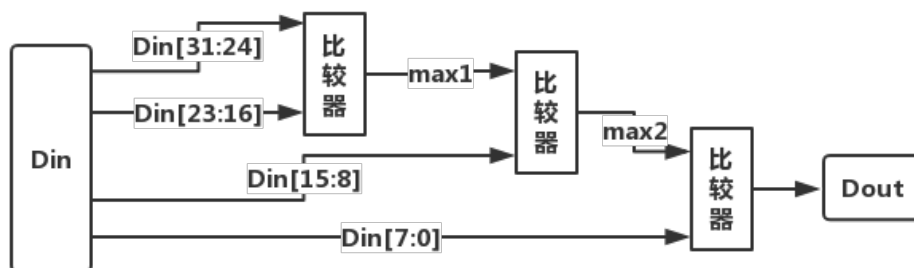 Din
Din[31:24]
Din[23:16]
Din[15:8]
Din[7:0]
比
较
器
max1
比
较
器
max2
比
较
器
Dout